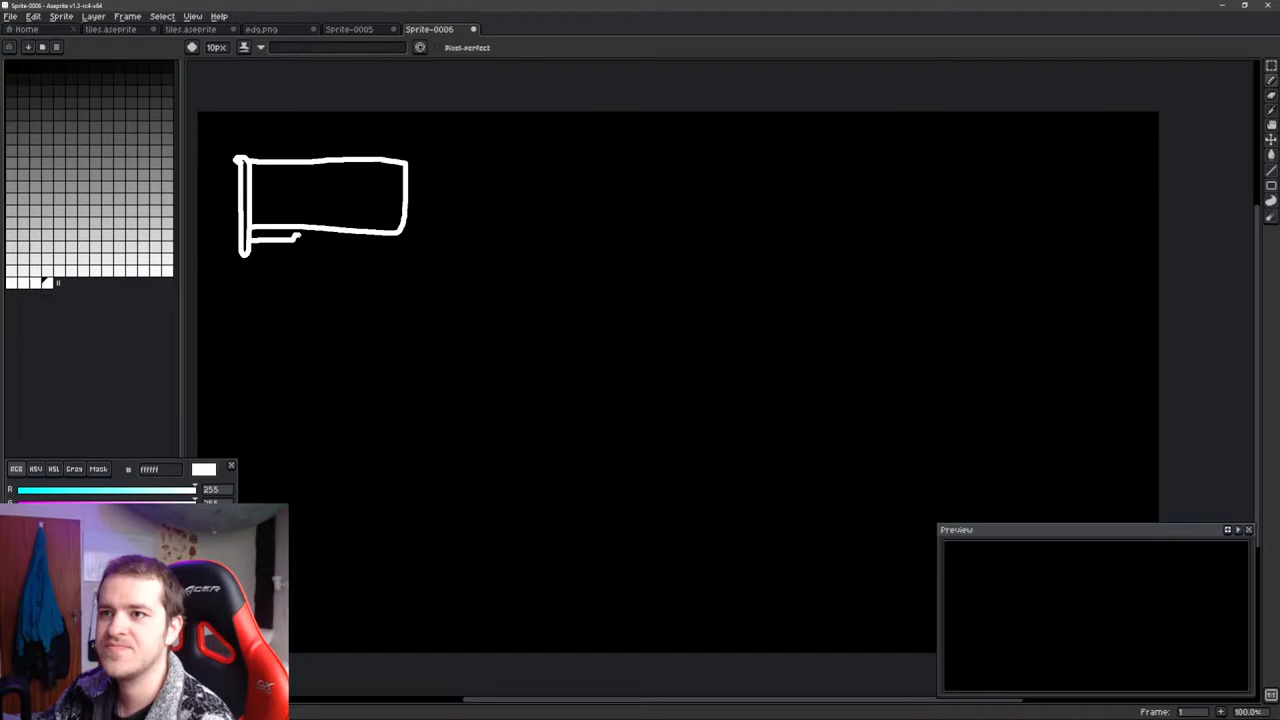 Sprite-0006 - Aseprite v1.3-rc4-x64
File Edit Sprite Layer Frame Select View Help
Home tiles.aseprite tiles.aseprite edg.png Sprite-0005 Sprite-0006
10px Pixel-perfect
RGB HSV HSL Gray Mask # ffffff
R 255
Preview
ACER
Frame: 1 100.0%